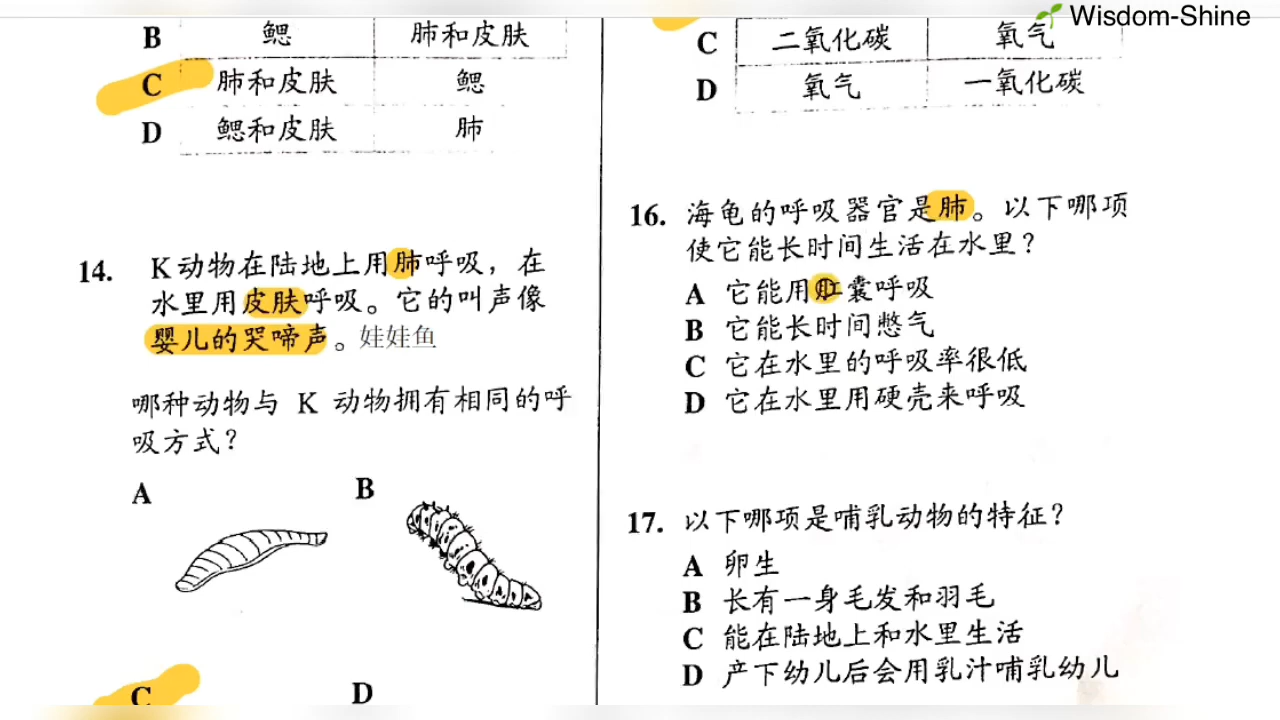 Wisdom-Shine
B 鳃 肺和皮肤
C 肺和皮肤 鳃
D 鳃和皮肤 肺
14. K动物在陆地上用肺呼吸，在
水里用皮肤呼吸。它的叫声像
婴儿的哭啼声。娃娃鱼
哪种动物与 K 动物拥有相同的呼
吸方式？
A B
C D
C 二氧化碳 氧气
D 氧气 一氧化碳
16. 海龟的呼吸器官是肺。以下哪项
使它能长时间生活在水里？
A 它能用肛囊呼吸
B 它能长时间憋气
C 它在水里的呼吸率很低
D 它在水里用硬壳来呼吸
17. 以下哪项是哺乳动物的特征？
A 卵生
B 长有一身毛发和羽毛
C 能在陆地上和水里生活
D 产下幼儿后会用乳汁哺乳幼儿